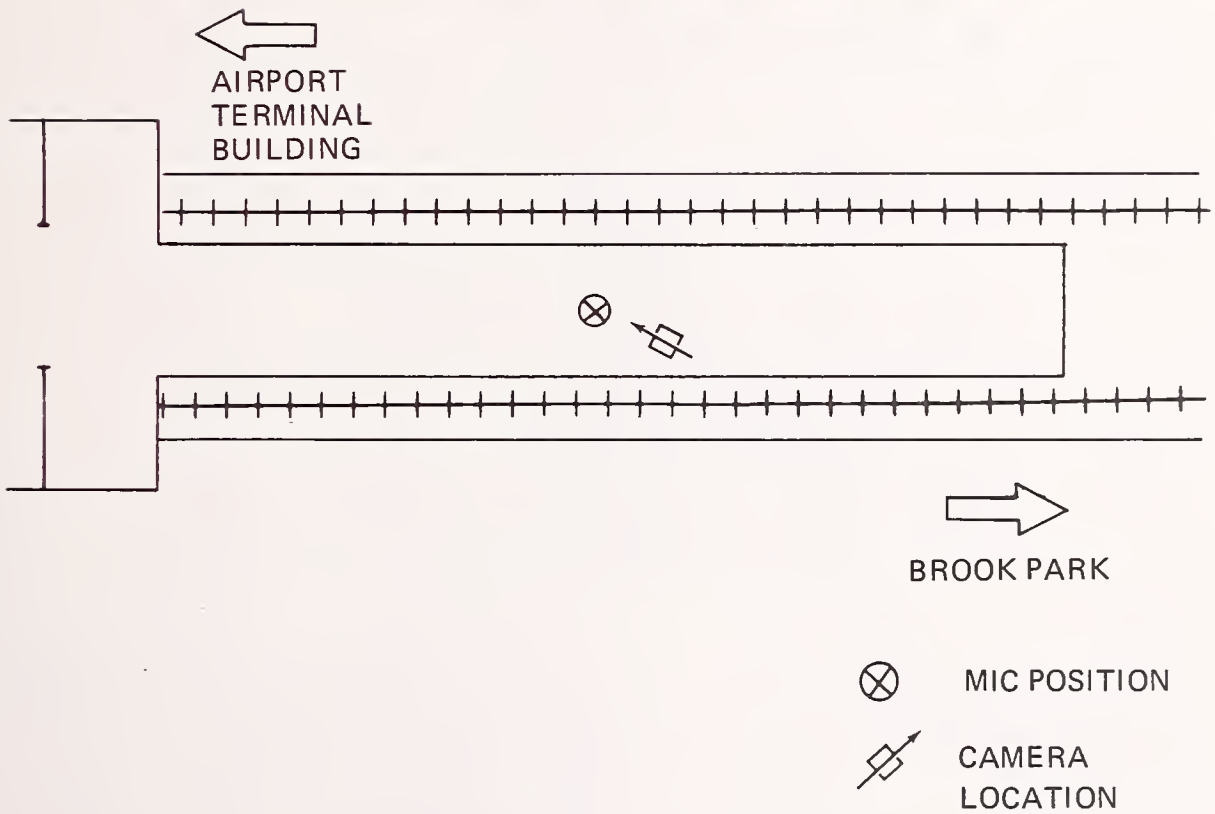 AIRPORT
TERMINAL
BUILDING
BROOK PARK
MIC POSITION
CAMERA
LOCATION